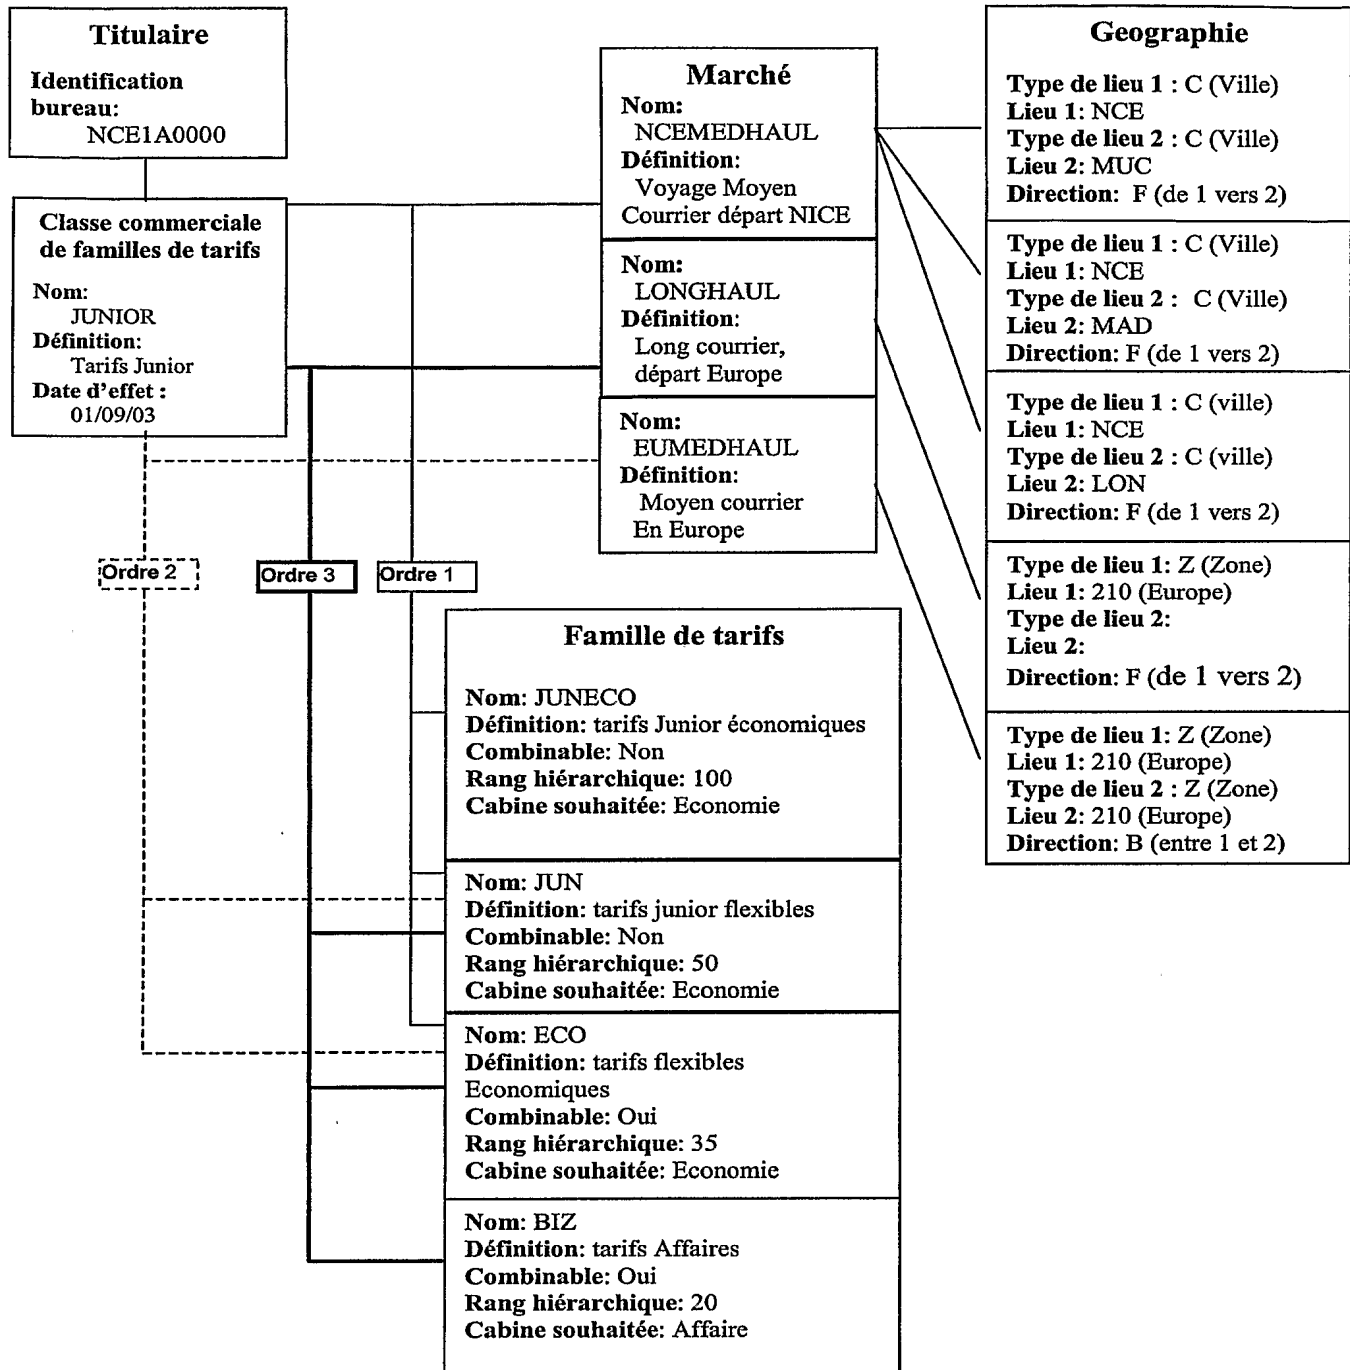 Titulaire
Identification
bureau:
NCE1A0000
Classe commerciale
de familles de tarifs
Nom:
JUNIOR
Définition:
Tarifs Junior
Date d'effet :
01/09/03
Marché
Nom:
NCEMEDHAUL
Définition:
Voyage Moyen
Courrier départ NICE
Nom:
LONGHAUL
Définition:
Long courrier,
départ Europe
Nom:
EUMEDHAUL
Définition:
Moyen courrier
En Europe
Geographie
Type de lieu 1 : C (Ville)
Lieu 1: NCE
Type de lieu 2 : C (Ville)
Lieu 2: MUC
Direction: F (de 1 vers 2)
Type de lieu 1 : C (Ville)
Lieu 1: NCE
Type de lieu 2 : C (Ville)
Lieu 2: MAD
Direction: F (de 1 vers 2)
Type de lieu 1 : C (ville)
Lieu 1: NCE
Type de lieu 2 : C (ville)
Lieu 2: LON
Direction: F (de 1 vers 2)
Type de lieu 1: Z (Zone)
Lieu 1: 210 (Europe)
Type de lieu 2:
Lieu 2:
Direction: F (de 1 vers 2)
Type de lieu 1: Z (Zone)
Lieu 1: 210 (Europe)
Type de lieu 2 : Z (Zone)
Lieu 2: 210 (Europe)
Direction: B (entre 1 et 2)
Ordre 2
Ordre 3
Ordre 1
Famille de tarifs
Nom: JUNECO
Définition: tarifs Junior économiques
Combinable: Non
Rang hiérarchique: 100
Cabine souhaitée: Economie
Nom: JUN
Définition: tarifs junior flexibles
Combinable: Non
Rang hiérarchique: 50
Cabine souhaitée: Economie
Nom: ECO
Définition: tarifs flexibles
Economiques
Combinable: Oui
Rang hiérarchique: 35
Cabine souhaitée: Economie
Nom: BIZ
Définition: tarifs Affaires
Combinable: Oui
Rang hiérarchique: 20
Cabine souhaitée: Affaire